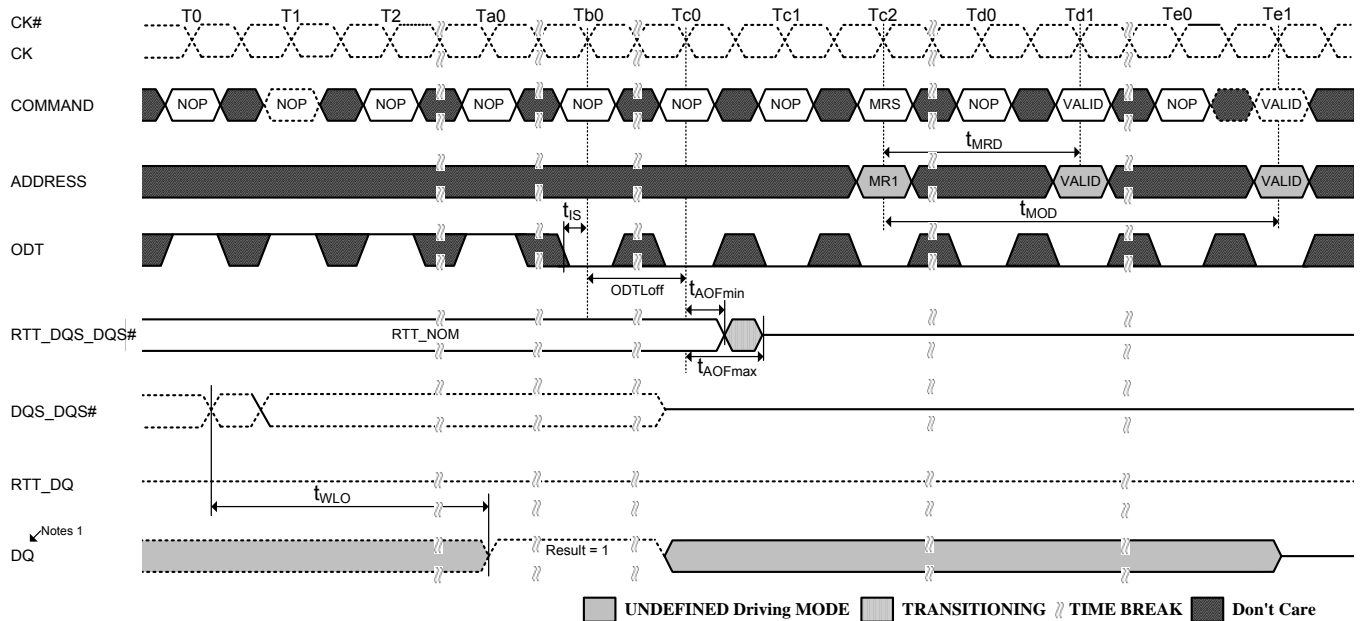 T0 T1 T2 Ta0 Tb0 Tc0 Tc1 Tc2 Td0 Td1 Te0 Te1
CK#
CK
COMMAND NOP NOP NOP NOP NOP NOP NOP MRS NOP VALID NOP VALID
tMRD
ADDRESS MR1 VALID VALID
tIS tMOD
ODT
ODTLoff tAOFmin
RTT_DQS_DQS# RTT_NOM
tAOFmax
DQS_DQS#
RTT_DQ
tWLO
Notes 1
DQ Result = 1
UNDEFINED Driving MODE TRANSITIONING TIME BREAK Don't Care